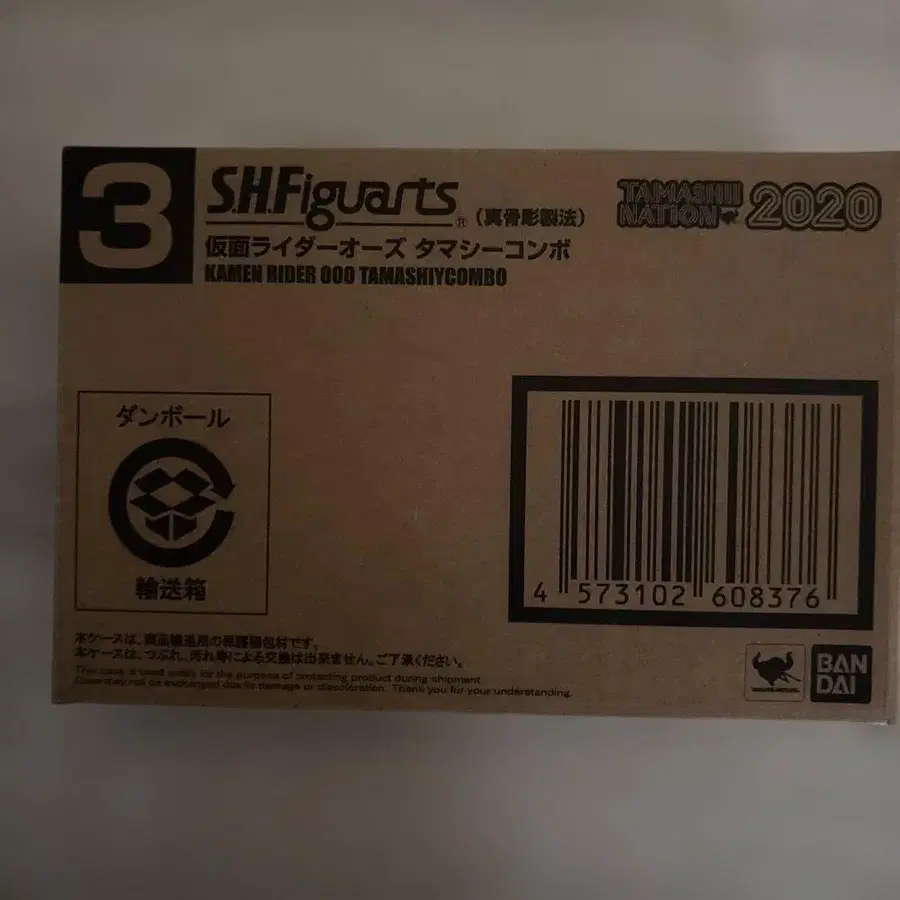 3
S.H.Figuarts® (真骨彫製法)
仮面ライダーオーズ タマシーコンボ
KAMEN RIDER OOO TAMASHIYCOMBO
TAMASHII
NATION 2020
ダンボール
輸送箱
4 573102 608376
本ケースは、商品輸送用の保護梱包材です。
本ケースは、つぶれ、汚れ等による交換は出来ません。ご了承ください。
This case is used solely for the purpose of protecting product during shipment.
Case may not be exchanged due to damage or discoloration. Thank you for your understanding.
BAN
DAI